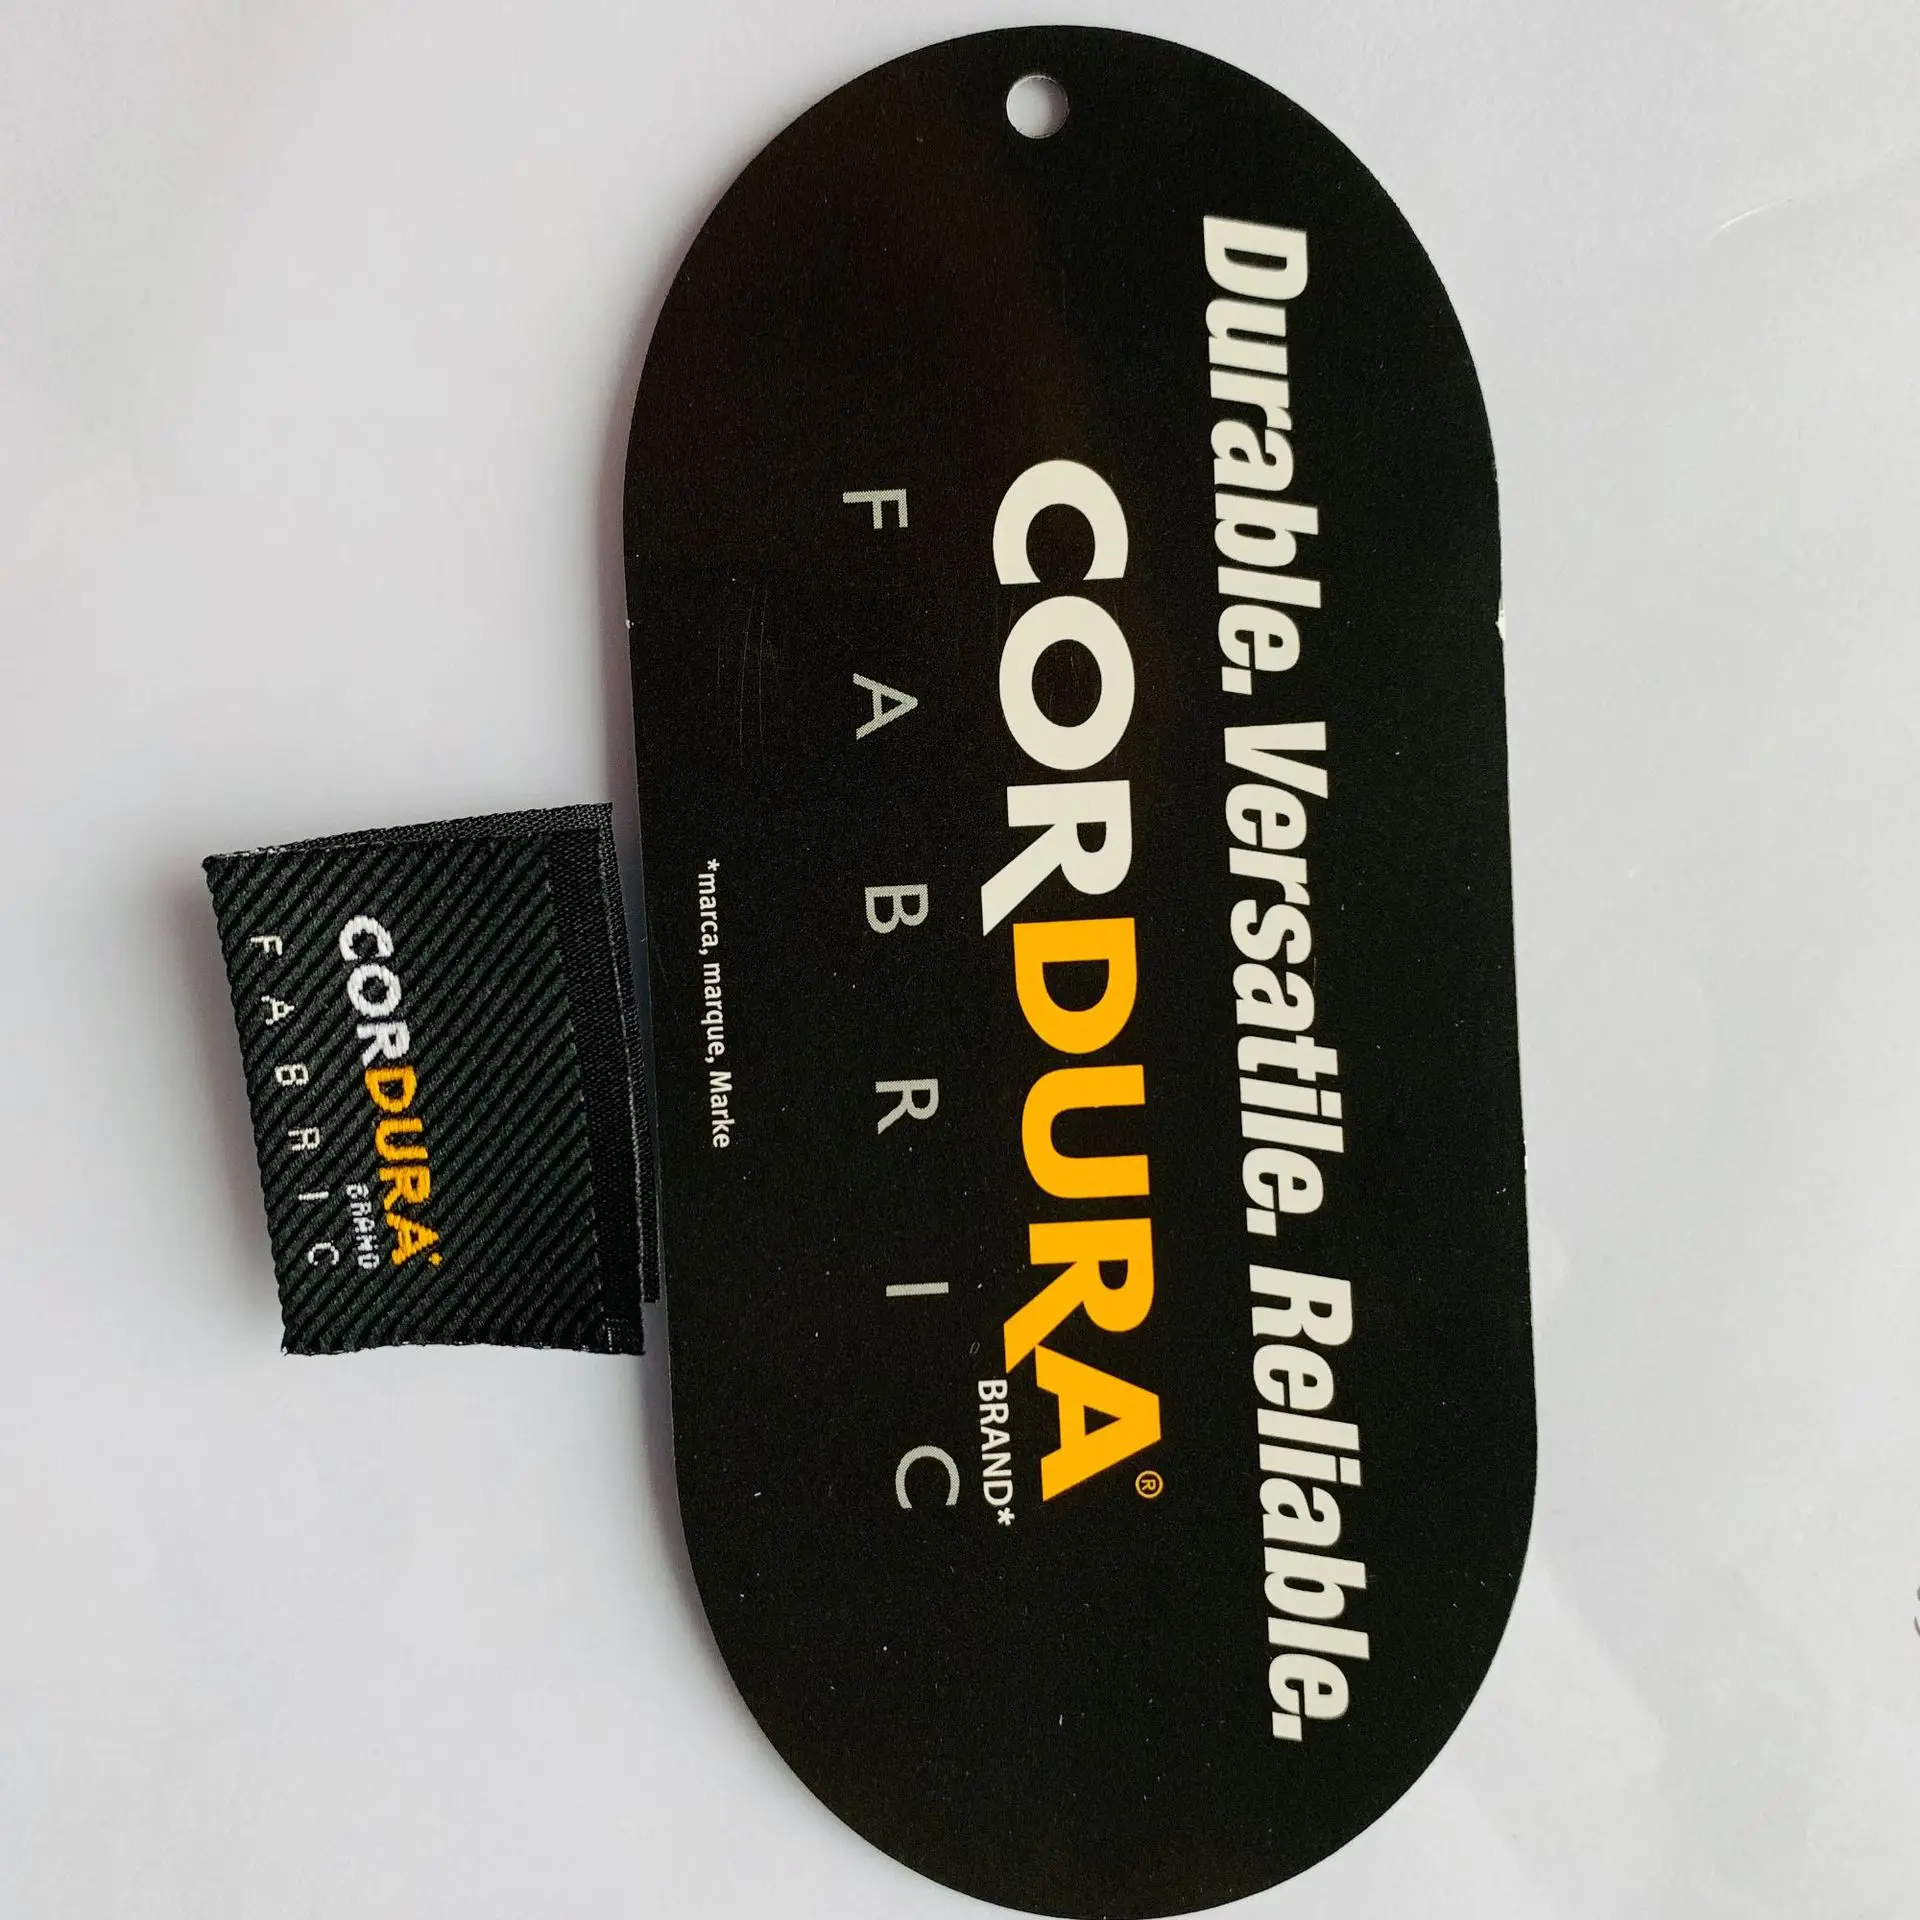 Durable. Versatile. Reliable.
CORDURA®
BRAND*
FABRIC
*marca, marque, Marke
CORDURA
BRAND
FABRIC